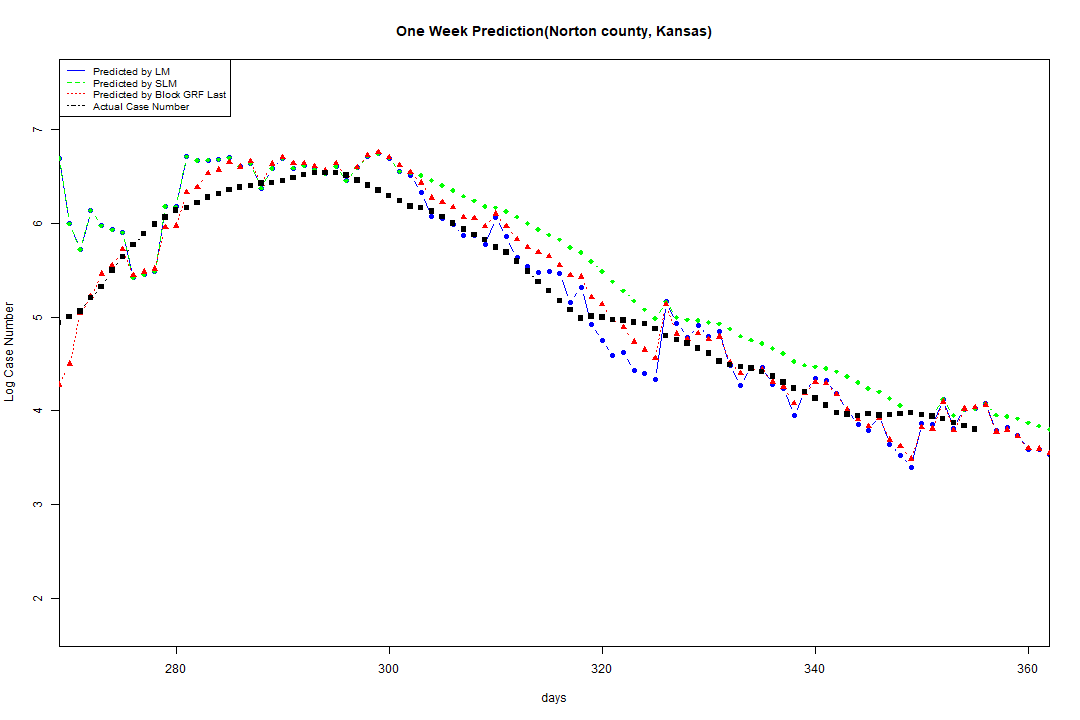 One Week Prediction(Norton county, Kansas)
Predicted by LM
Predicted by SLM
Predicted by Block GRF Last
Actual Case Number
7
6
5
4
3
2
Log Case Number
280 300 320 340 360
days